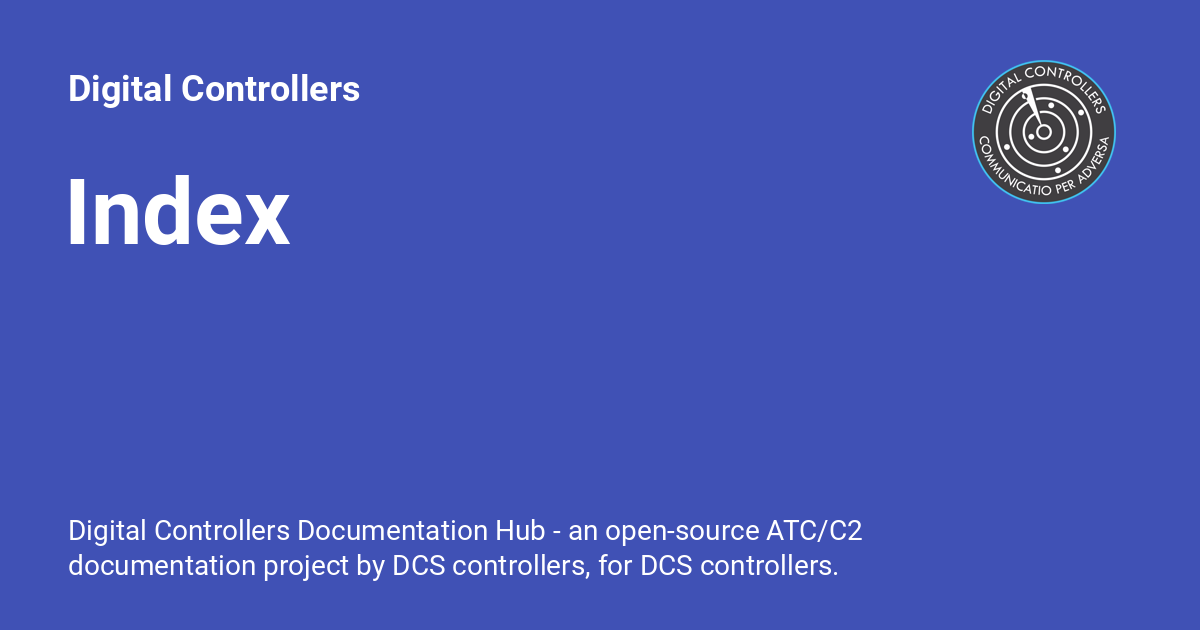 Digital Controllers
DIGITAL CONTROLLERS
COMMUNICATIO PER ADVERSA
Index
Digital Controllers Documentation Hub - an open-source ATC/C2
documentation project by DCS controllers, for DCS controllers.